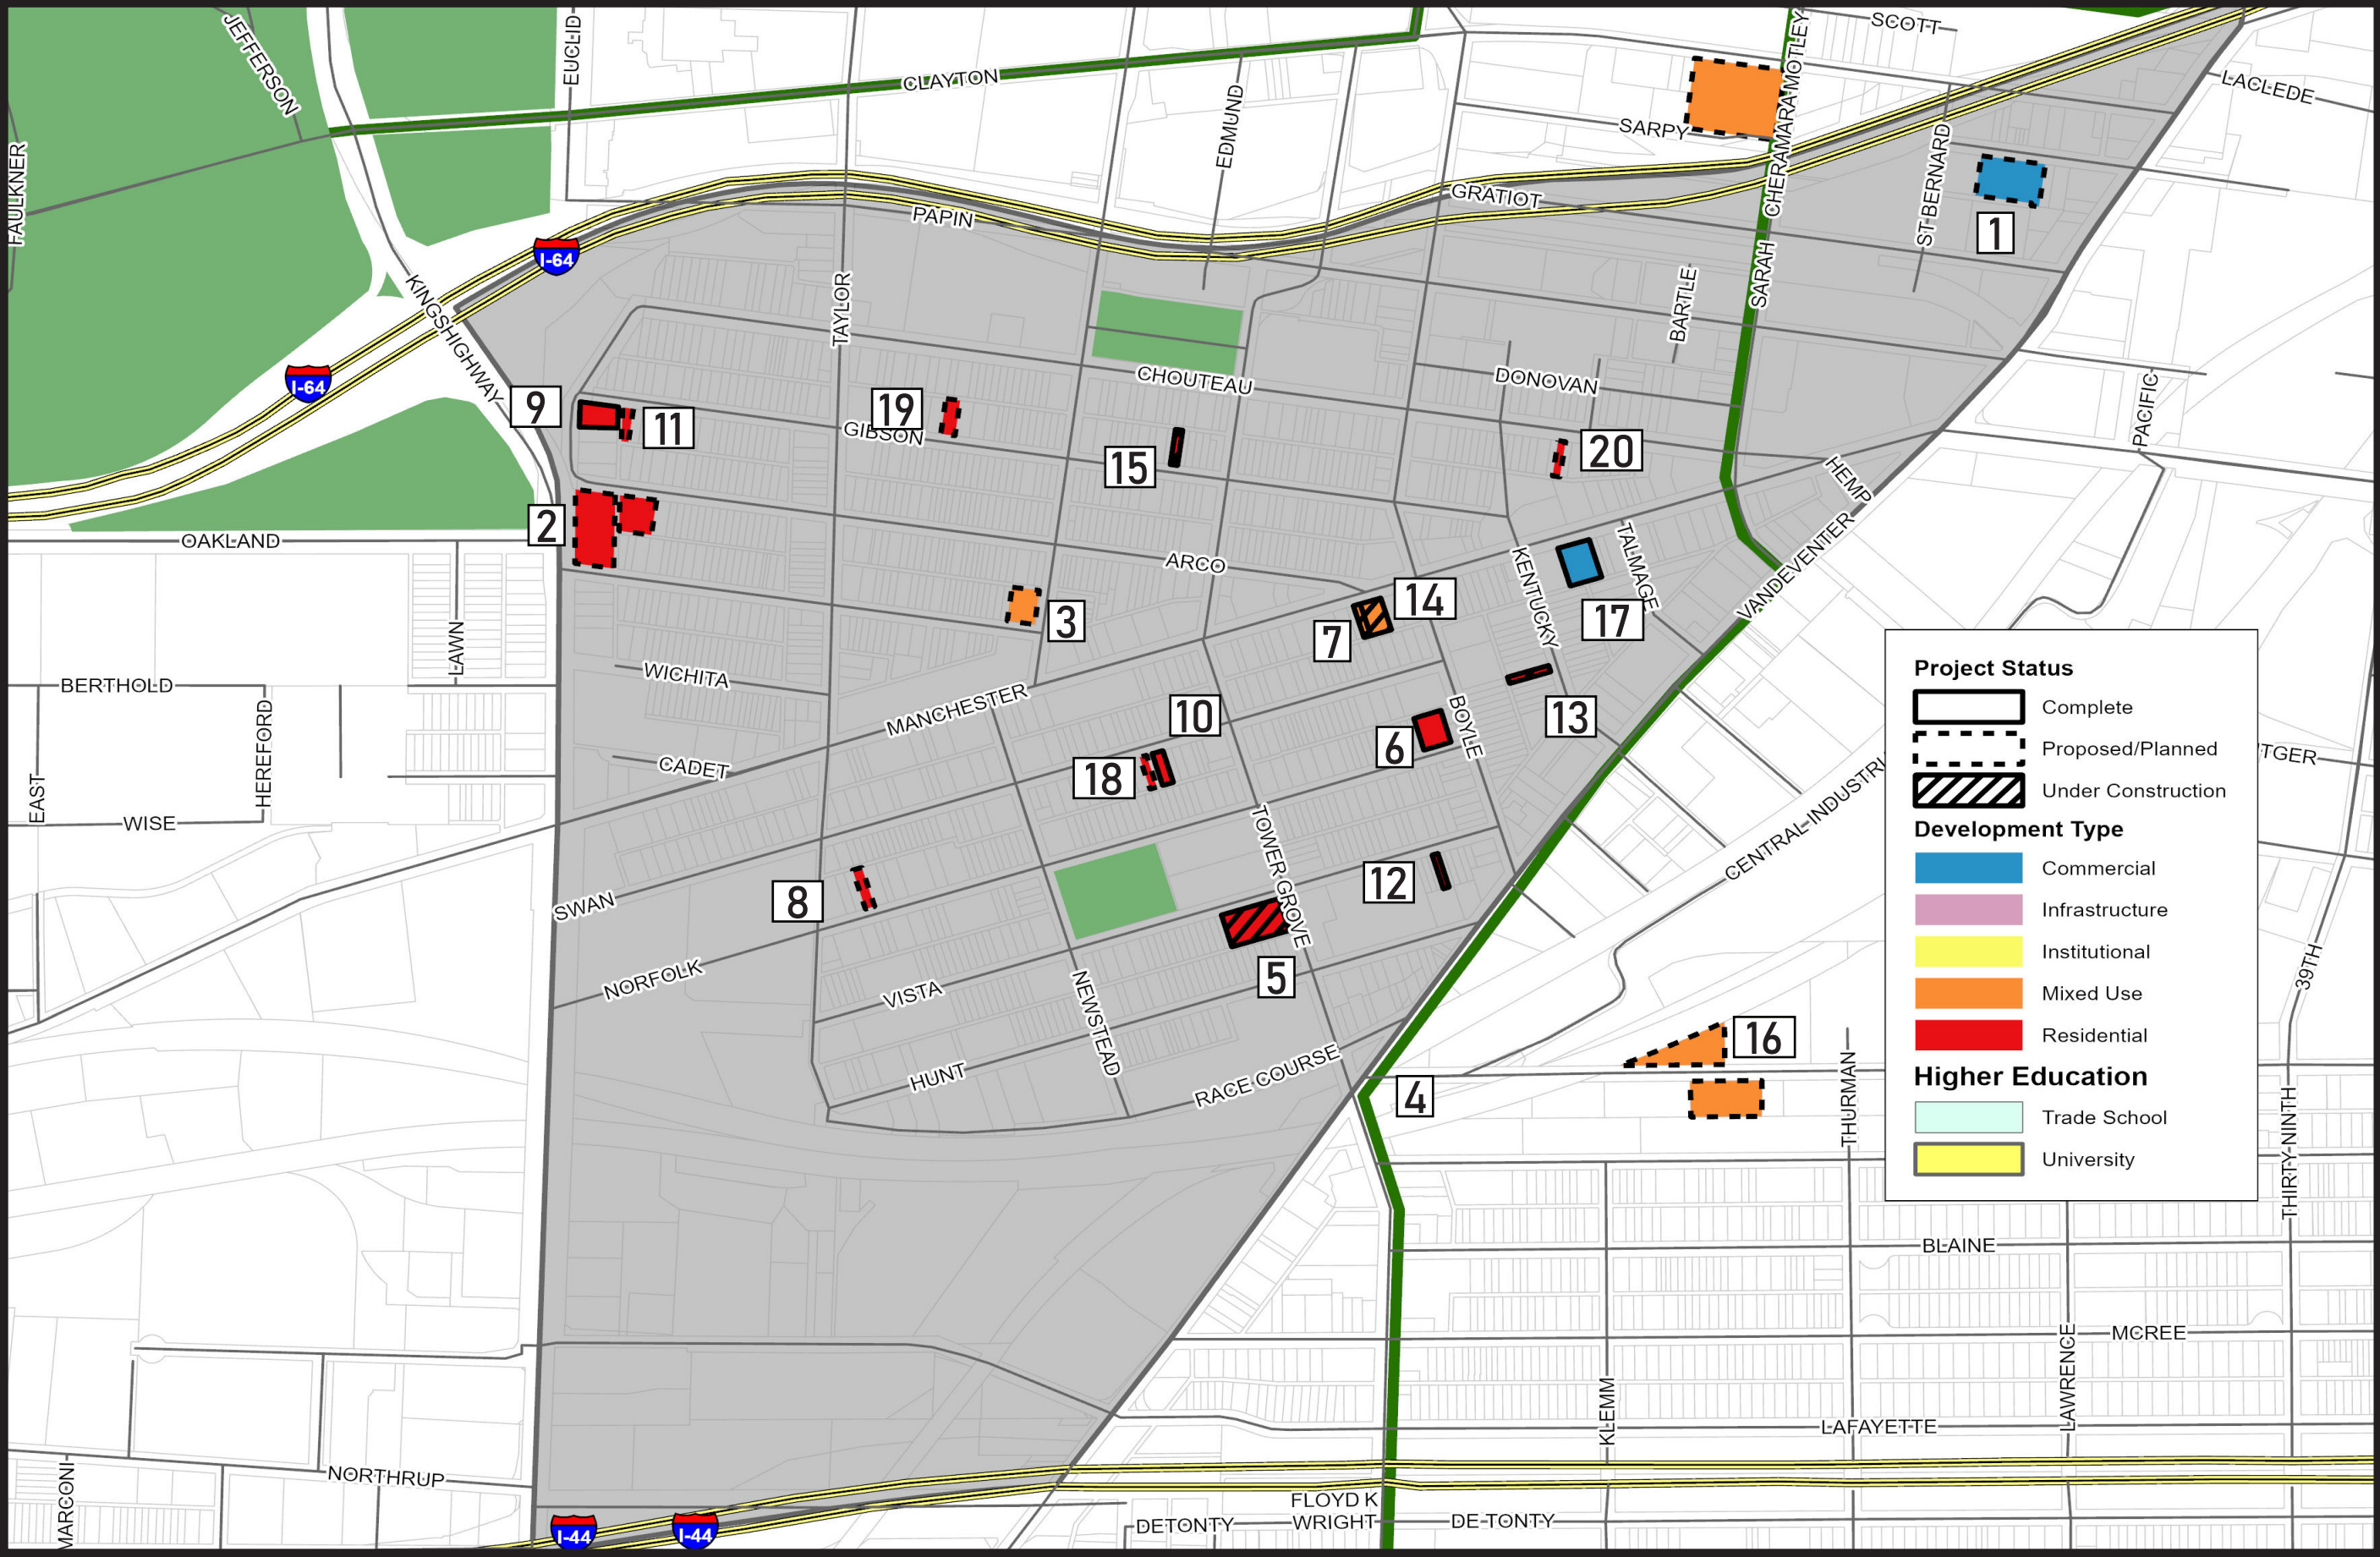 JEFFERSON
EUCLID
CLAYTON
EDMUND
SCOTT
CHERAMARA MOTLEY
LACLEDE
SARPY
FAULKNER
PAPIN
GRATIOT
ST BERNARD
1
I-64
I-64
KINGSHIGHWAY
TAYLOR
BARTLE
SARAH
CHOUTEAU
DONOVAN
PACIFIC
9
11
19
GIBSON
15
20
HEMP
2
OAKLAND
ARCO
KENTUCKY
TALMAGE
VANDEVENTER
3
14
7
17
LAWN
WICHITA
BERTHOLD
HEREFORD
MANCHESTER
10
BOYLE
13
6
CADET
18
EAST
WISE
TOWER GROVE
CENTRAL INDUSTRI
TGER
8
12
SWAN
NORFOLK
VISTA
NEWSTEAD
5
39TH
HUNT
RACE COURSE
4
16
THURMAN
THIRTY-NINTH
Project Status
Complete
Proposed/Planned
Under Construction
Development Type
Commercial
Infrastructure
Institutional
Mixed Use
Residential
Higher Education
Trade School
University
BLAINE
MCREE
LAWRENCE
KLEMM
LAFAYETTE
NORTHRUP
MARCONI
I-44
I-44
DETONTY
FLOYD K
WRIGHT
DE TONTY